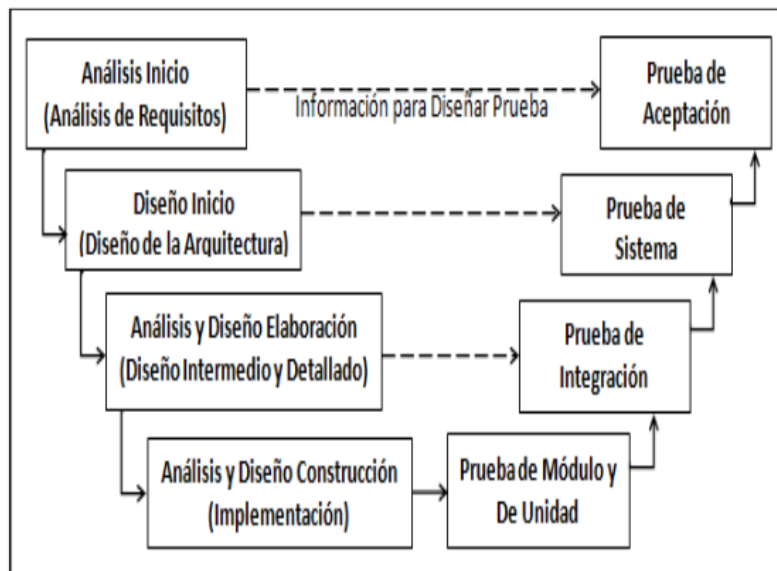 Análisis Inicio
(Análisis de Requisitos)
Información para Diseñar Prueba
Prueba de
Aceptación
Diseño Inicio
(Diseño de la Arquitectura)
Prueba de
Sistema
Análisis y Diseño Elaboración
(Diseño Intermedio y Detallado)
Prueba de
Integración
Análisis y Diseño Construcción
(Implementación)
Prueba de Módulo y
De Unidad